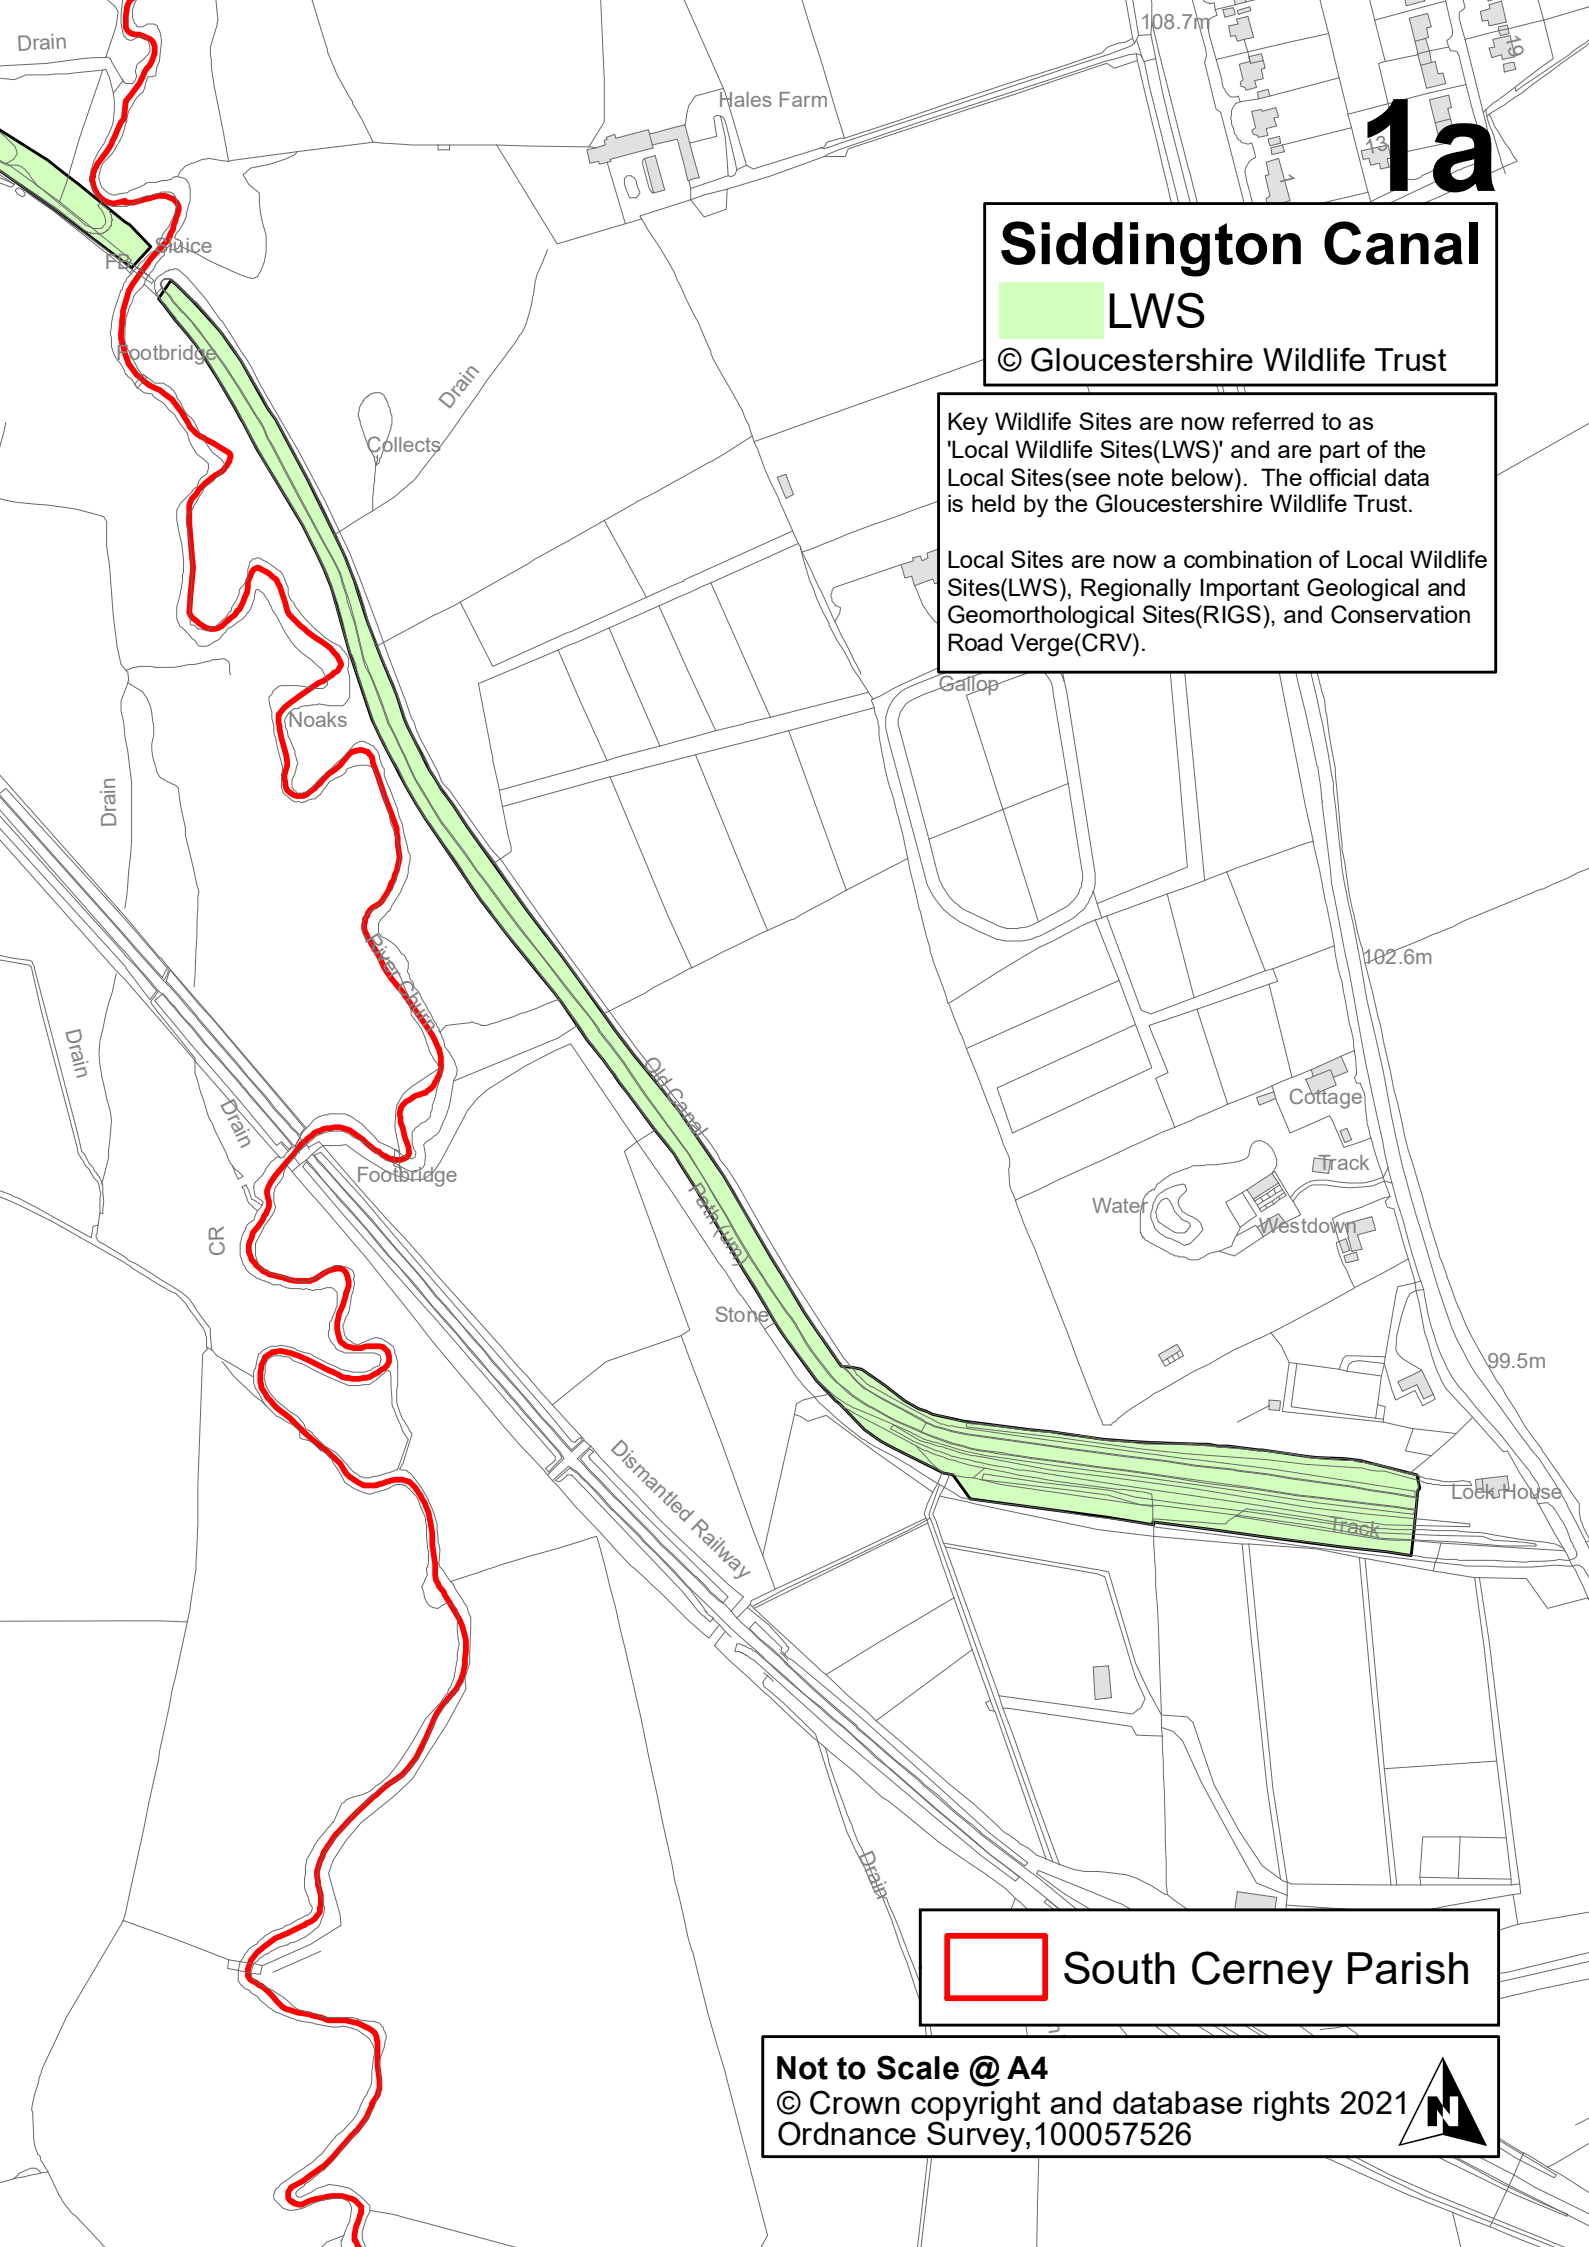 108.7m
Drain
19
Hales Farm
1a
13
1
Siddington Canal
Sluice
FB
LWS
© Gloucestershire Wildlife Trust
Footbridge
Drain
Collects
Key Wildlife Sites are now referred to as
'Local Wildlife Sites(LWS)' and are part of the
Local Sites(see note below).  The official data
is held by the Gloucestershire Wildlife Trust.
Local Sites are now a combination of Local Wildlife
Sites(LWS), Regionally Important Geological and
Geomorthological Sites(RIGS), and Conservation
Road Verge(CRV).
Gallop
Noaks
Drain
River Churn
102.6m
Drain
Old Canal
Cottage
Drain
Track
Footbridge
Path (um)
Water
Westdown
CR
Stone
99.5m
Dismantled Railway
Lock House
Track
Drain
South Cerney Parish
Not to Scale @ A4
© Crown copyright and database rights 2021
Ordnance Survey,100057526
N